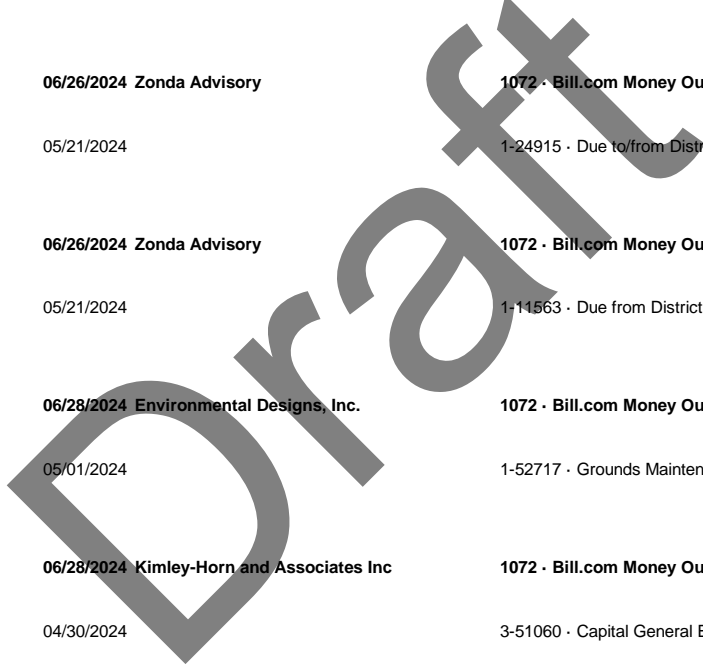 06/26/2024 Zonda Advisory 1072 · Bill.com Money Ou
05/21/2024 1-24915 · Due to/from Distr
06/26/2024 Zonda Advisory 1072 · Bill.com Money Ou
05/21/2024 1-11563 · Due from District
06/28/2024 Environmental Designs, Inc. 1072 · Bill.com Money Ou
05/01/2024 1-52717 · Grounds Mainten
06/28/2024 Kimley-Horn and Associates Inc 1072 · Bill.com Money Ou
04/30/2024 3-51060 · Capital General E
Draft